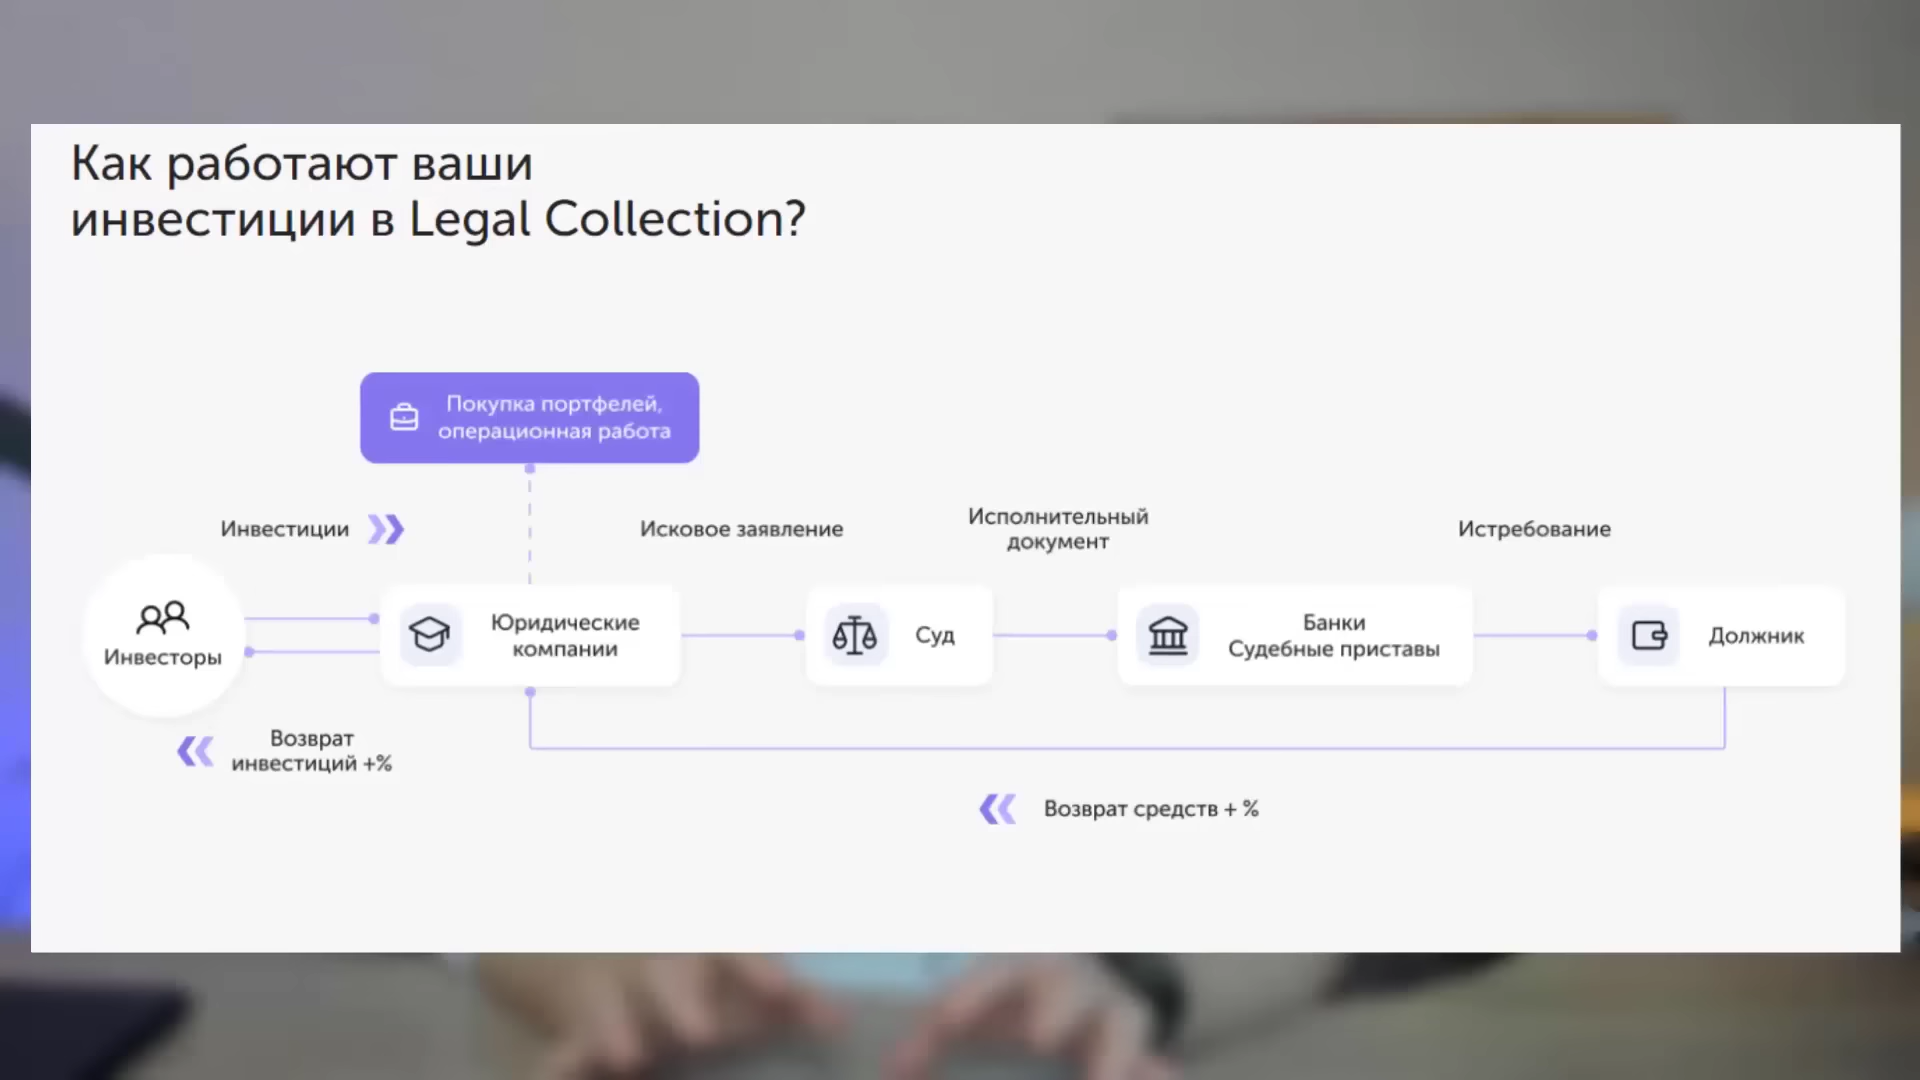 Как работают ваши
инвестиции в Legal Collection?
Покупка портфелей,
операционная работа
Инвестиции
Исковое заявление
Исполнительный
документ
Истребование
Инвесторы
Юридические
компании
Суд
Банки
Судебные приставы
Должник
Возврат
инвестиций +%
Возврат средств + %